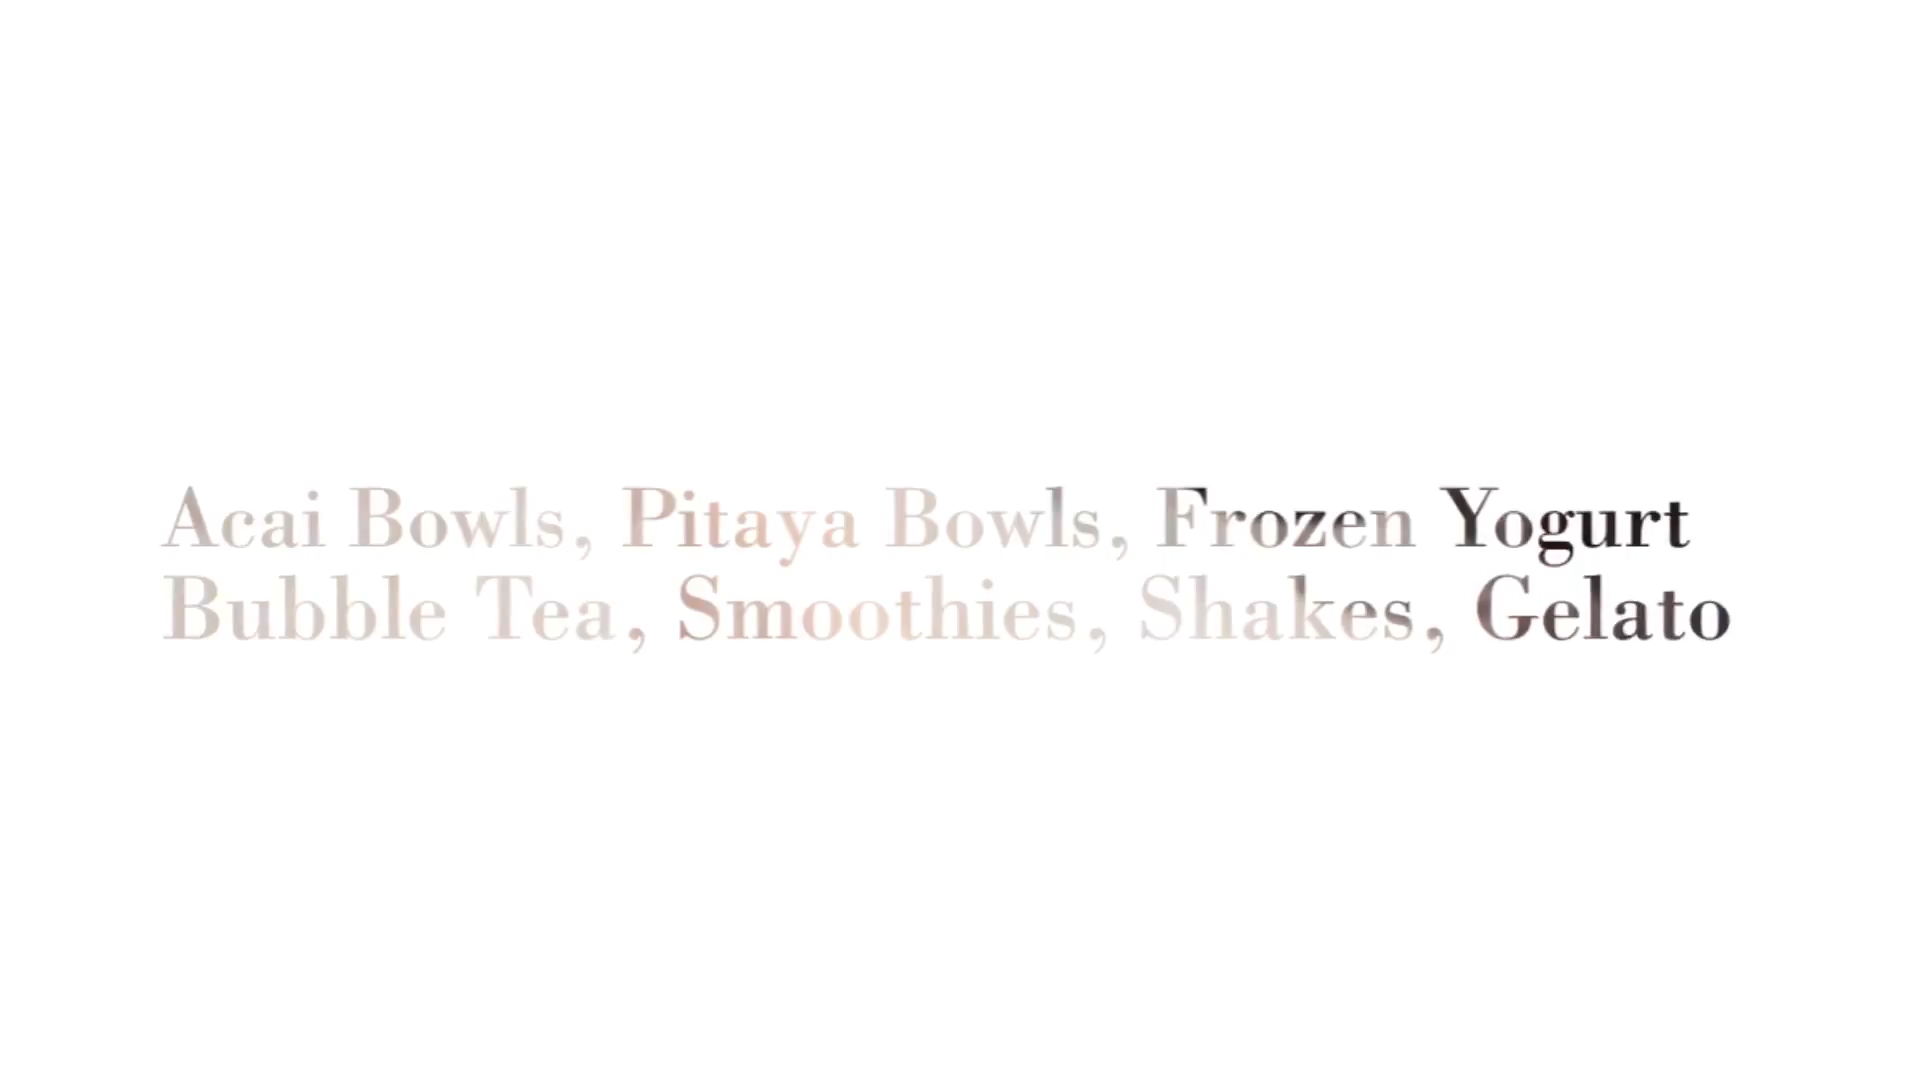 Acai Bowls, Pitaya Bowls, Frozen Yogurt
Bubble Tea, Smoothies, Shakes, Gelato